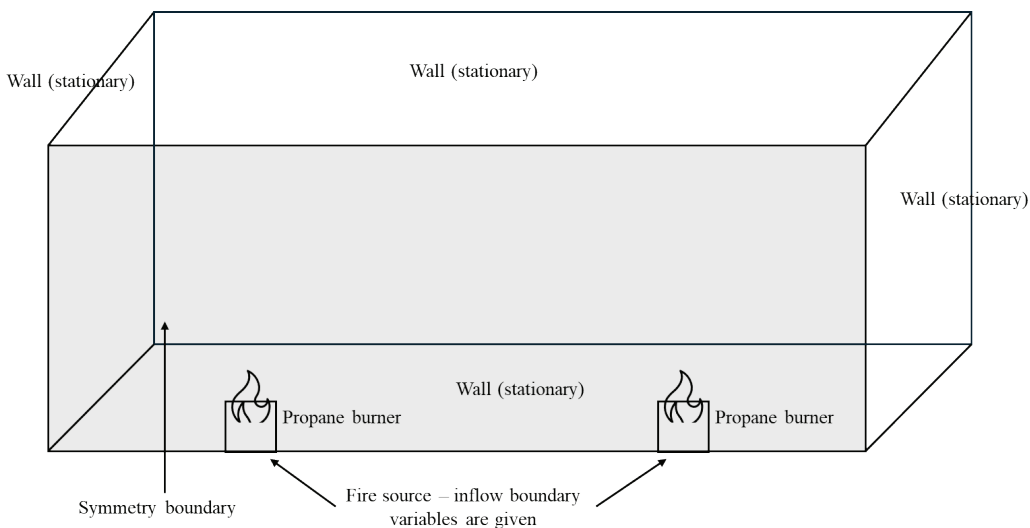 Wall (stationary)
Wall (stationary)
Wall (stationary)
Wall (stationary)
Propane burner
Propane burner
Symmetry boundary
Fire source – inflow boundary
variables are given